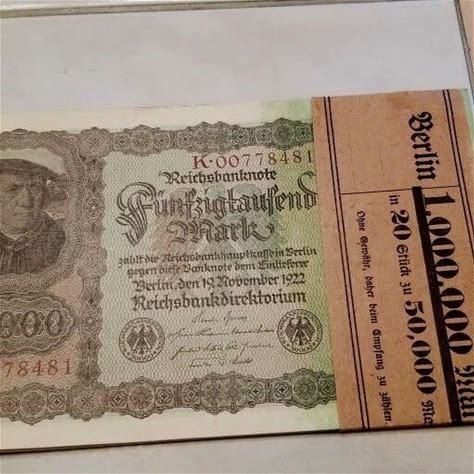 K·00778481
Reichsbanknote
Fünfzigtausend
Mark
zahlt die Reichsbankhauptkasse in Berlin
gegen diese Banknote dem Einlieferer
Berlin, den 19. November 1922
Reichsbankdirektorium
000
78481
Berlin 1,000,000
in 20 Stück zu 50,000
Ohne Gewähr, daher beim Empfang zu zählen.